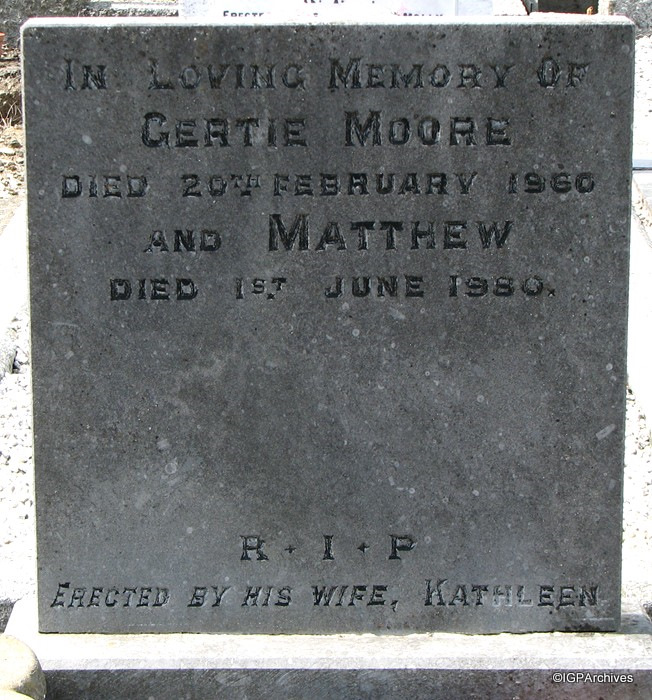 IN LOVING MEMORY OF
GERTIE MOORE
DIED 20TH FEBRUARY 1960
AND MATTHEW
DIED 1ST JUNE 1980.
R · I · P
ERECTED BY HIS WIFE, KATHLEEN
©IGPArchives